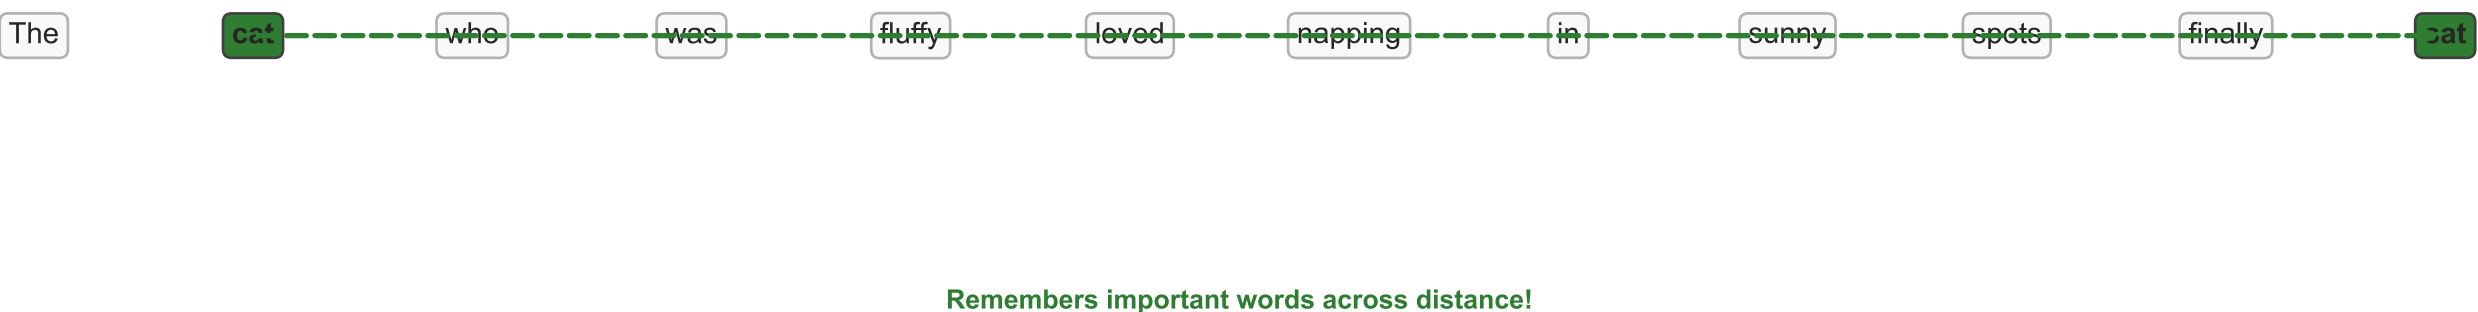 The cat who was fluffy loved napping in sunny spots finally sat
Remembers important words across distance!